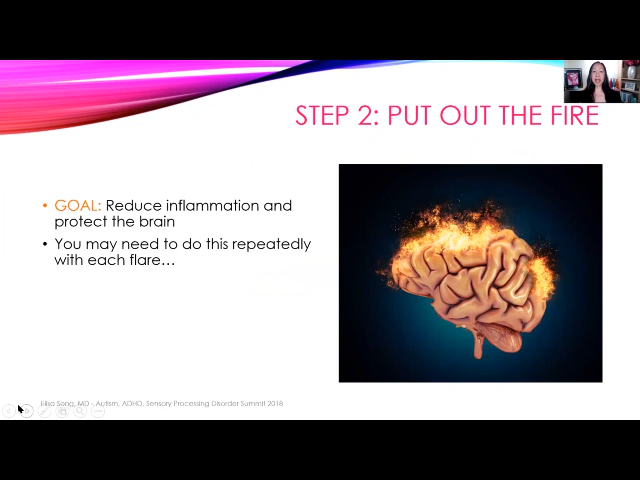 STEP 2: PUT OUT THE FIRE
• GOAL: Reduce inflammation and
protect the brain
• You may need to do this repeatedly
with each flare…
Elisa Song, MD - Autism, ADHD, Sensory Processing Disorder Summit 2018